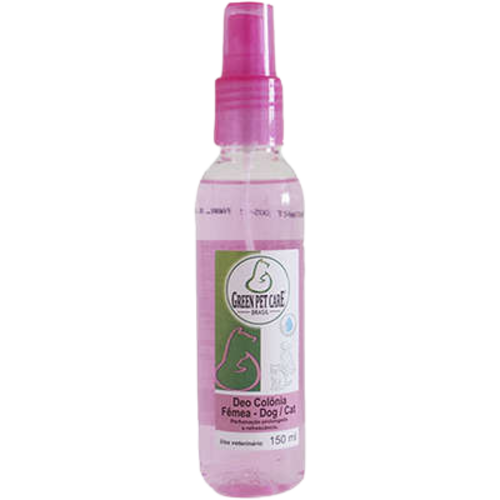 GREEN PET CARE
BRASIL
Deo Colônia
Fêmea - Dog / Cat
Perfumação prolongada
e refrescância.
Uso veterinário 150 ml